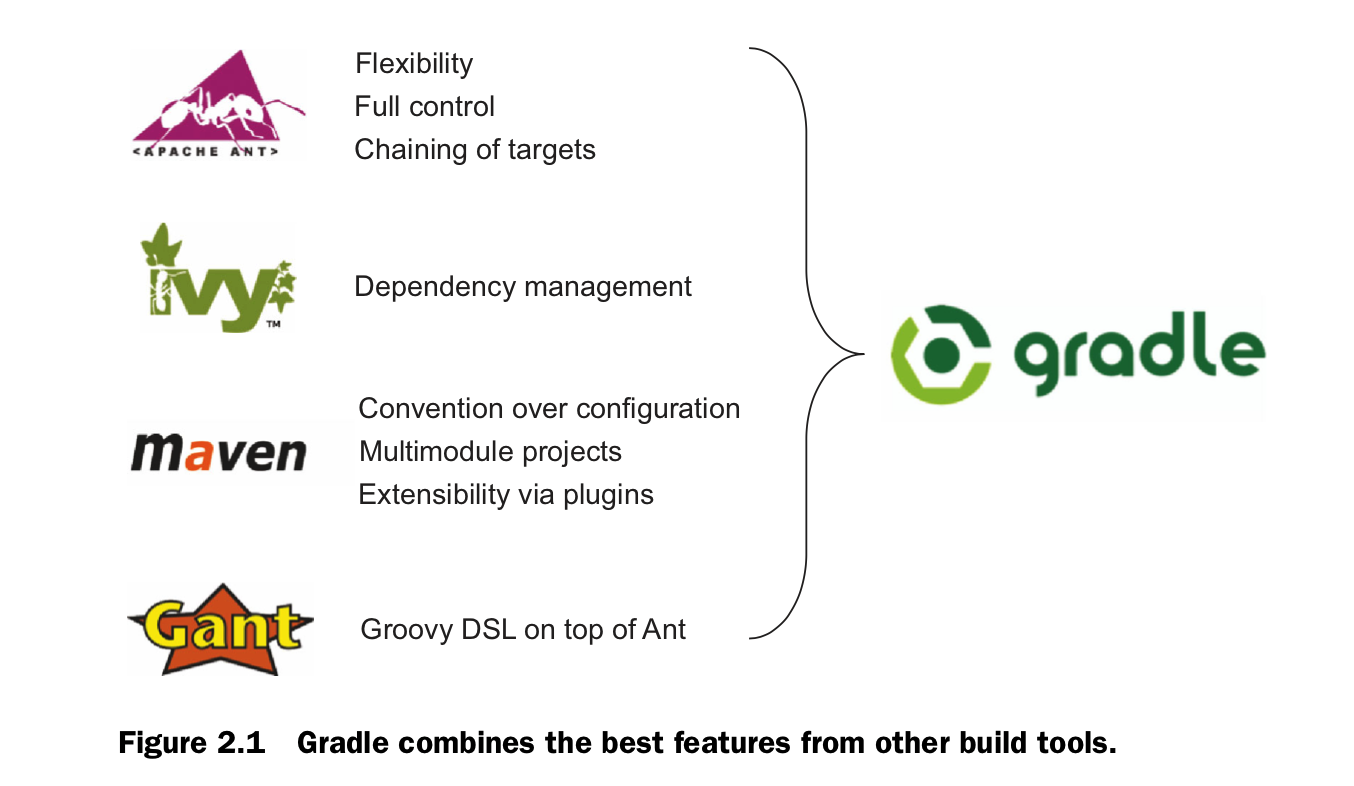 Flexibility
Full control
Chaining of targets
<APACHE ANT>
ivy™
Dependency management
gradle
Convention over configuration
maven
Multimodule projects
Extensibility via plugins
Gant
Groovy DSL on top of Ant
Figure 2.1 Gradle combines the best features from other build tools.